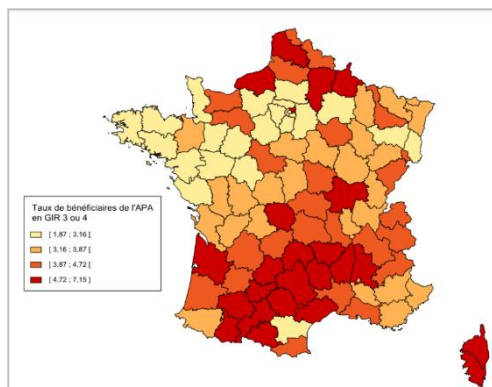 Taux de bénéficiaires de l'APA
en GIR 3 ou 4
[ 1,87 ; 3,16 [
[ 3,16 ; 3,87 [
[ 3,87 ; 4,72 [
[ 4,72 ; 7,15 ]